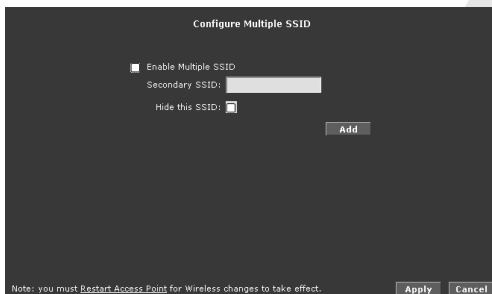 Configure Multiple SSID
Enable Multiple SSID
Secondary SSID:
Hide this SSID:
Add
Note: you must Restart Access Point for Wireless changes to take effect.
Apply Cancel